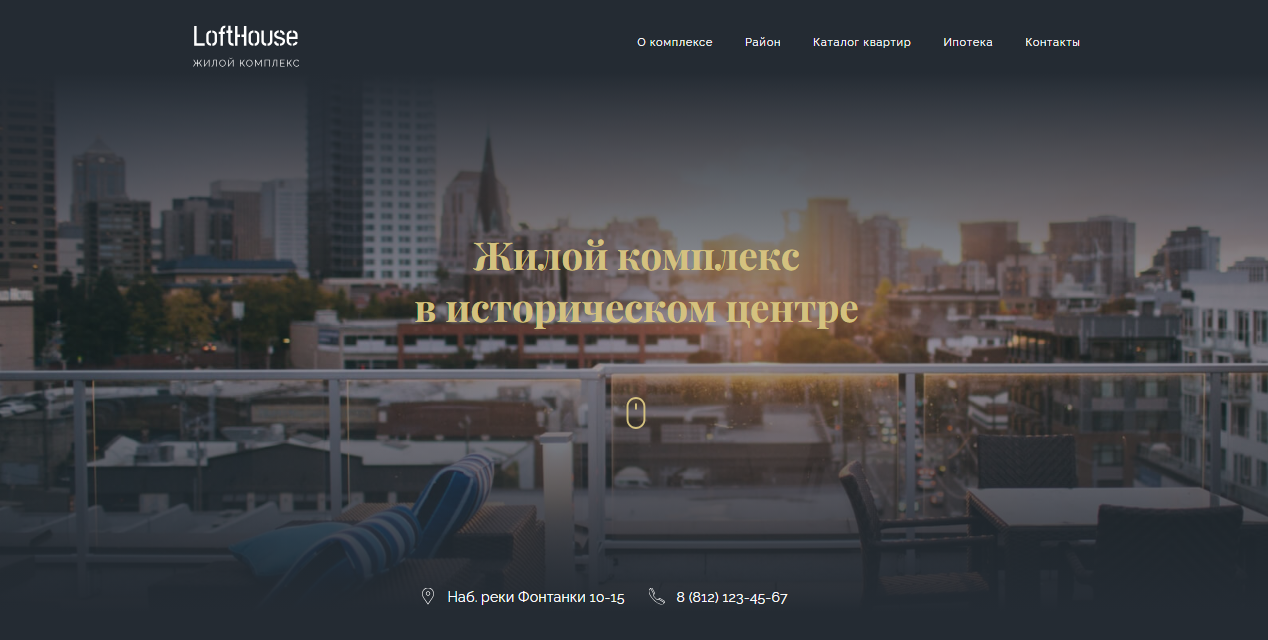 LoftHouse
ЖИЛОЙ КОМПЛЕКС
О комплексе Район Каталог квартир Ипотека Контакты
Жилой комплекс
в историческом центре
Наб. реки Фонтанки 10-15 8 (812) 123-45-67